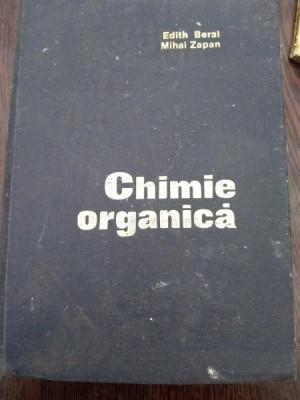 Edith Beral
Mihai Zapan
Chimie
organică